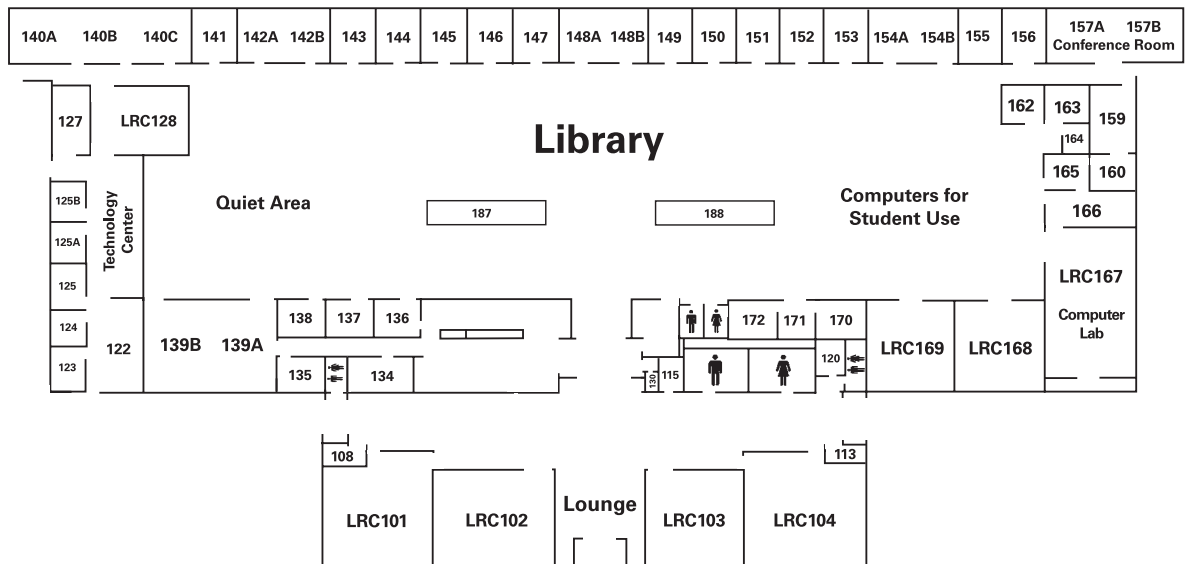 140A 140B 140C 141 142A 142B 143 144 145 146 147 148A 148B 149 150 151 152 153 154A 154B 155 156 157A 157B
Conference Room
127 LRC128 162 163 159
Library
164
165 160
125B
Technology
Center
Quiet Area
187
188
Computers for
Student Use
166
125A
125
LRC167
Computer
Lab
124
123
122
139B 139A
138 137 136
135 134
172 171 170
130 115
120
LRC169 LRC168
108
113
Lounge
LRC101 LRC102 LRC103 LRC104